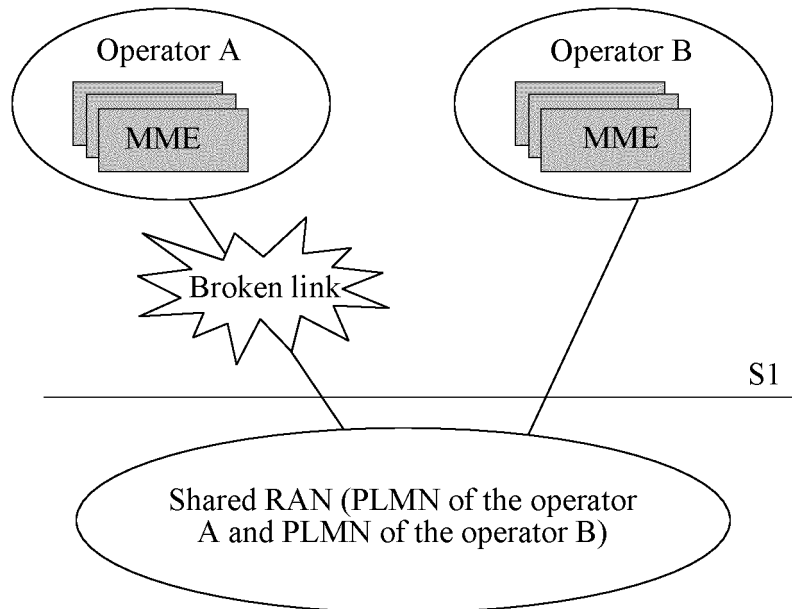 Operator A
Operator B
MME
MME
Broken link
S1
Shared RAN (PLMN of the operator
A and PLMN of the operator B)